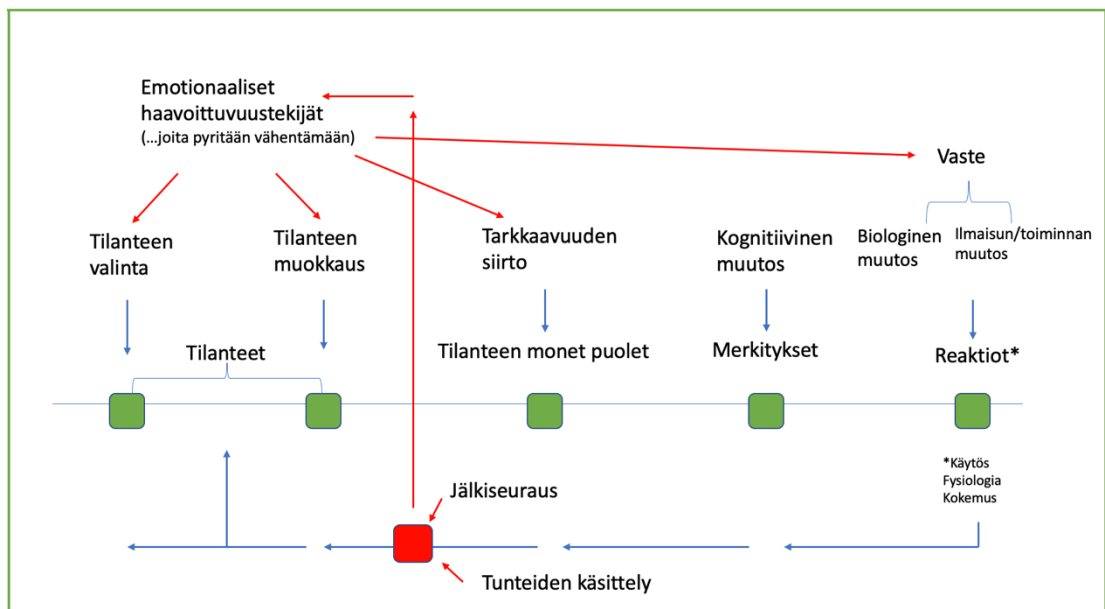 Emotionaaliset
haavoittuvuustekijät
(...joita pyritään vähentämään)
Vaste
Tilanteen
valinta
Tilanteen
muokkaus
Tarkkaavuuden
siirto
Kognitiivinen
muutos
Biologinen
muutos
Ilmaisun/toiminnan
muutos
Tilanteet
Tilanteen monet puolet
Merkitykset
Reaktiot*
*Käytös
Fysiologia
Kokemus
Jälkiseuraus
Tunteiden käsittely